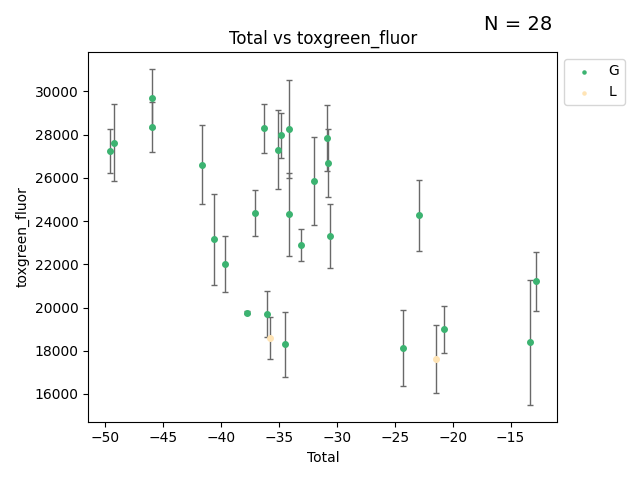 N = 28
Total vs toxgreen_fluor
G
L
toxgreen_fluor
30000
28000
26000
24000
22000
20000
18000
16000
−50 −45 −40 −35 −30 −25 −20 −15
Total